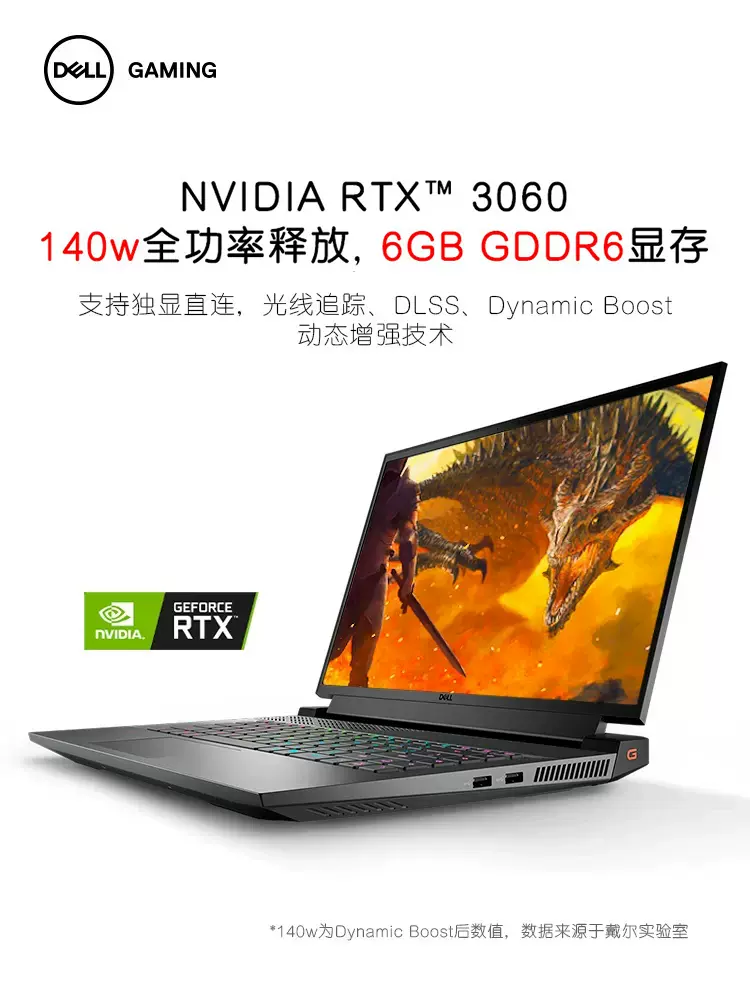 DELL GAMING
NVIDIA RTX™ 3060
140w全功率释放, 6GB GDDR6显存
支持独显直连, 光线追踪、DLSS、Dynamic Boost
动态增强技术
NVIDIA. GEFORCE RTX™
DELL
G
*140w为Dynamic Boost后数值, 数据来源于戴尔实验室